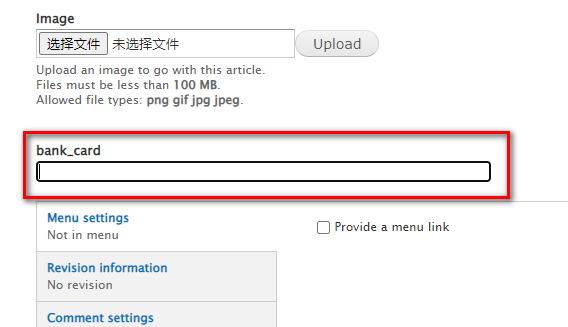 Image
选择文件 未选择文件 Upload
Upload an image to go with this article.
Files must be less than 100 MB.
Allowed file types: png gif jpg jpeg.
bank_card
Menu settings
Not in menu
Provide a menu link
Revision information
No revision
Comment settings